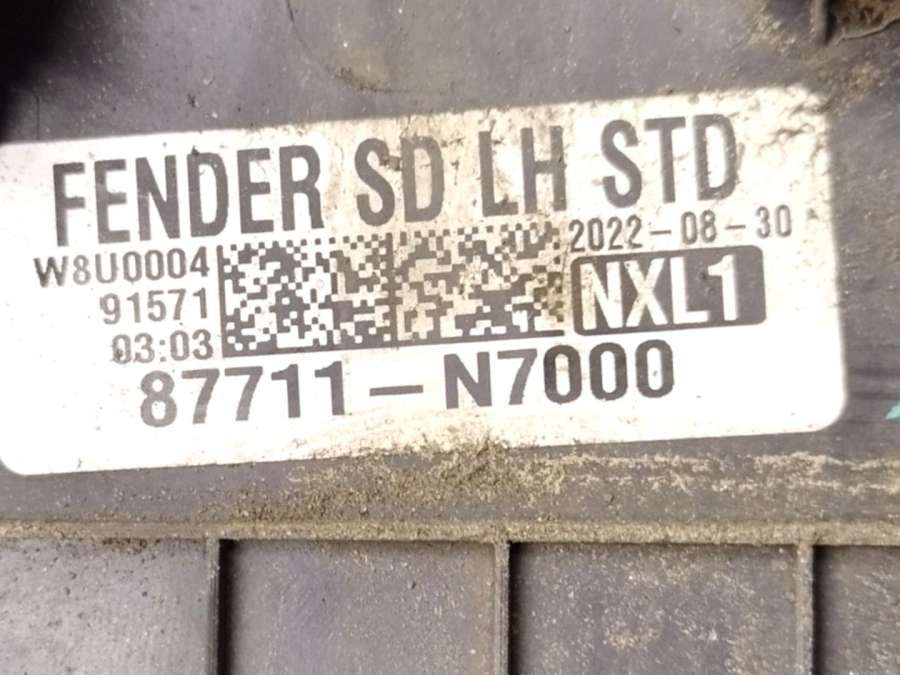 FENDER SD LH STD
2022-08-30
W8U0004
91571
03:03
NXL1
87711-N7000